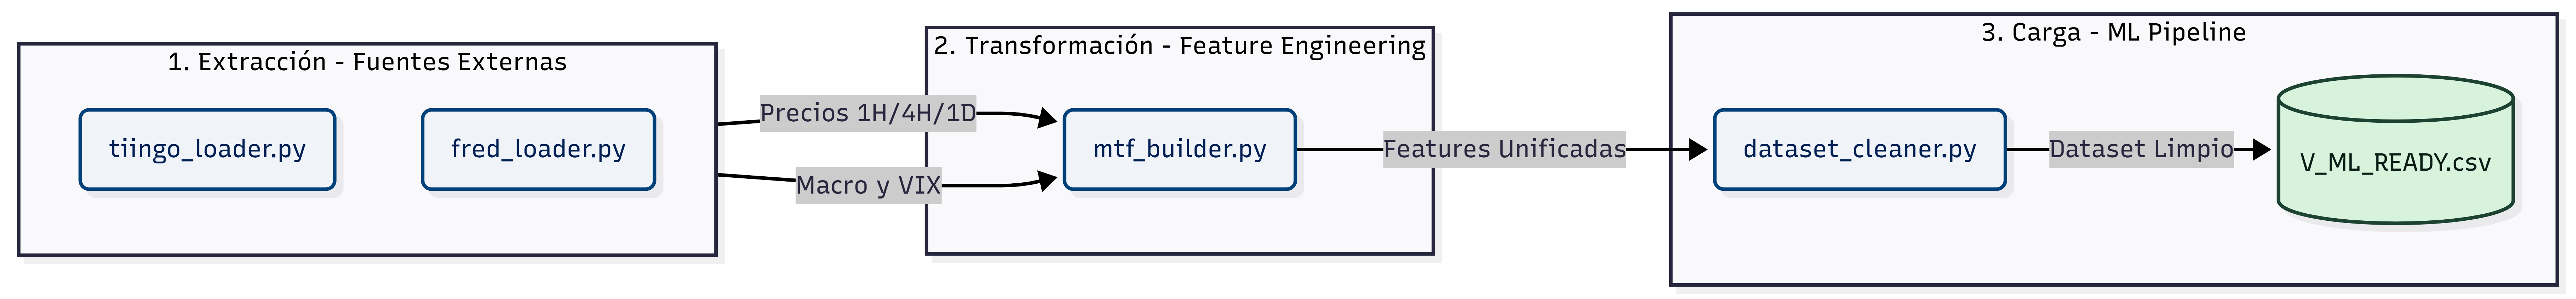 1. Extracción - Fuentes Externas
tiingo_loader.py
fred_loader.py
Precios 1H/4H/1D
Macro y VIX
2. Transformación - Feature Engineering
mtf_builder.py
Features Unificadas
3. Carga - ML Pipeline
dataset_cleaner.py
Dataset Limpio
V_ML_READY.csv